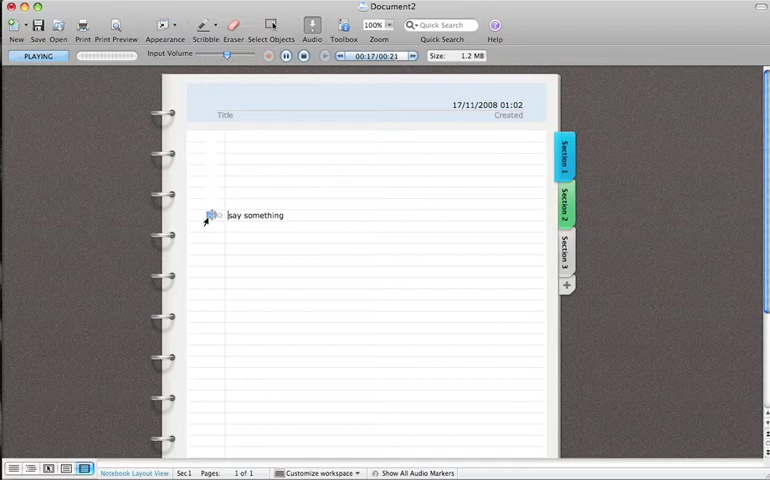 Document2
New Save Open Print Print Preview Appearance Scribble Eraser Select Objects Audio Toolbox 100% Zoom Quick Search Help
Quick Search
PLAYING Input Volume 00:17/00:21 Size: 1.2 MB
17/11/2008 01:02
Title Created
Section 1
Section 2
Section 3
say something
Notebook Layout View Sec 1 Pages: 1 of 1 Customize workspace Show All Audio Markers